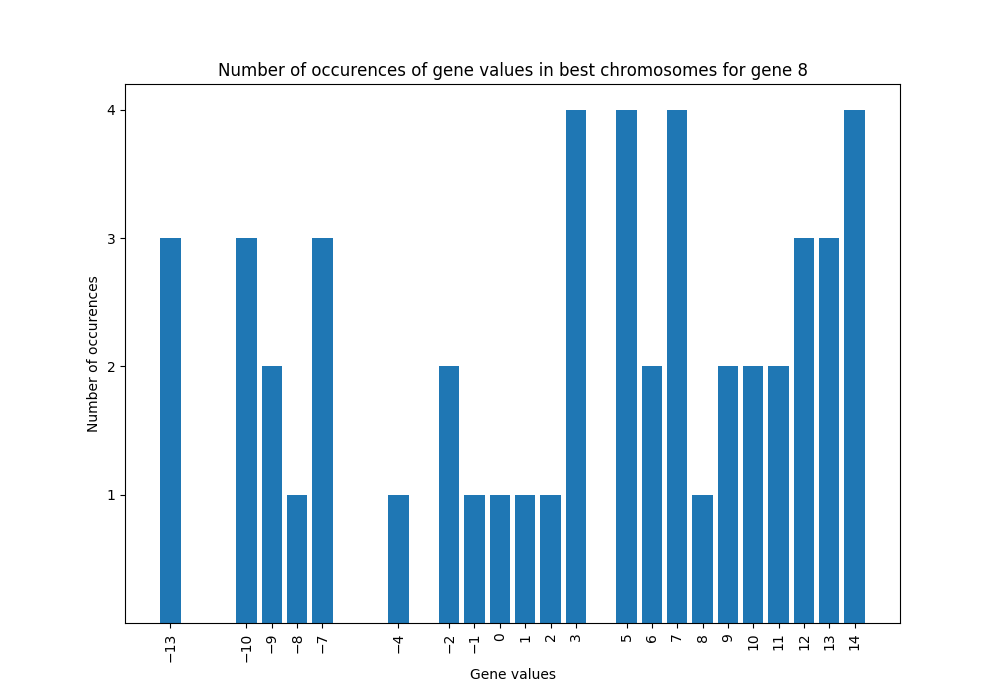 Number of occurences of gene values in best chromosomes for gene 8
4
3
2
1
Number of occurences
−13 −10 −9 −8 −7 −4 −2 −1 0 1 2 3 5 6 7 8 9 10 11 12 13 14
Gene values